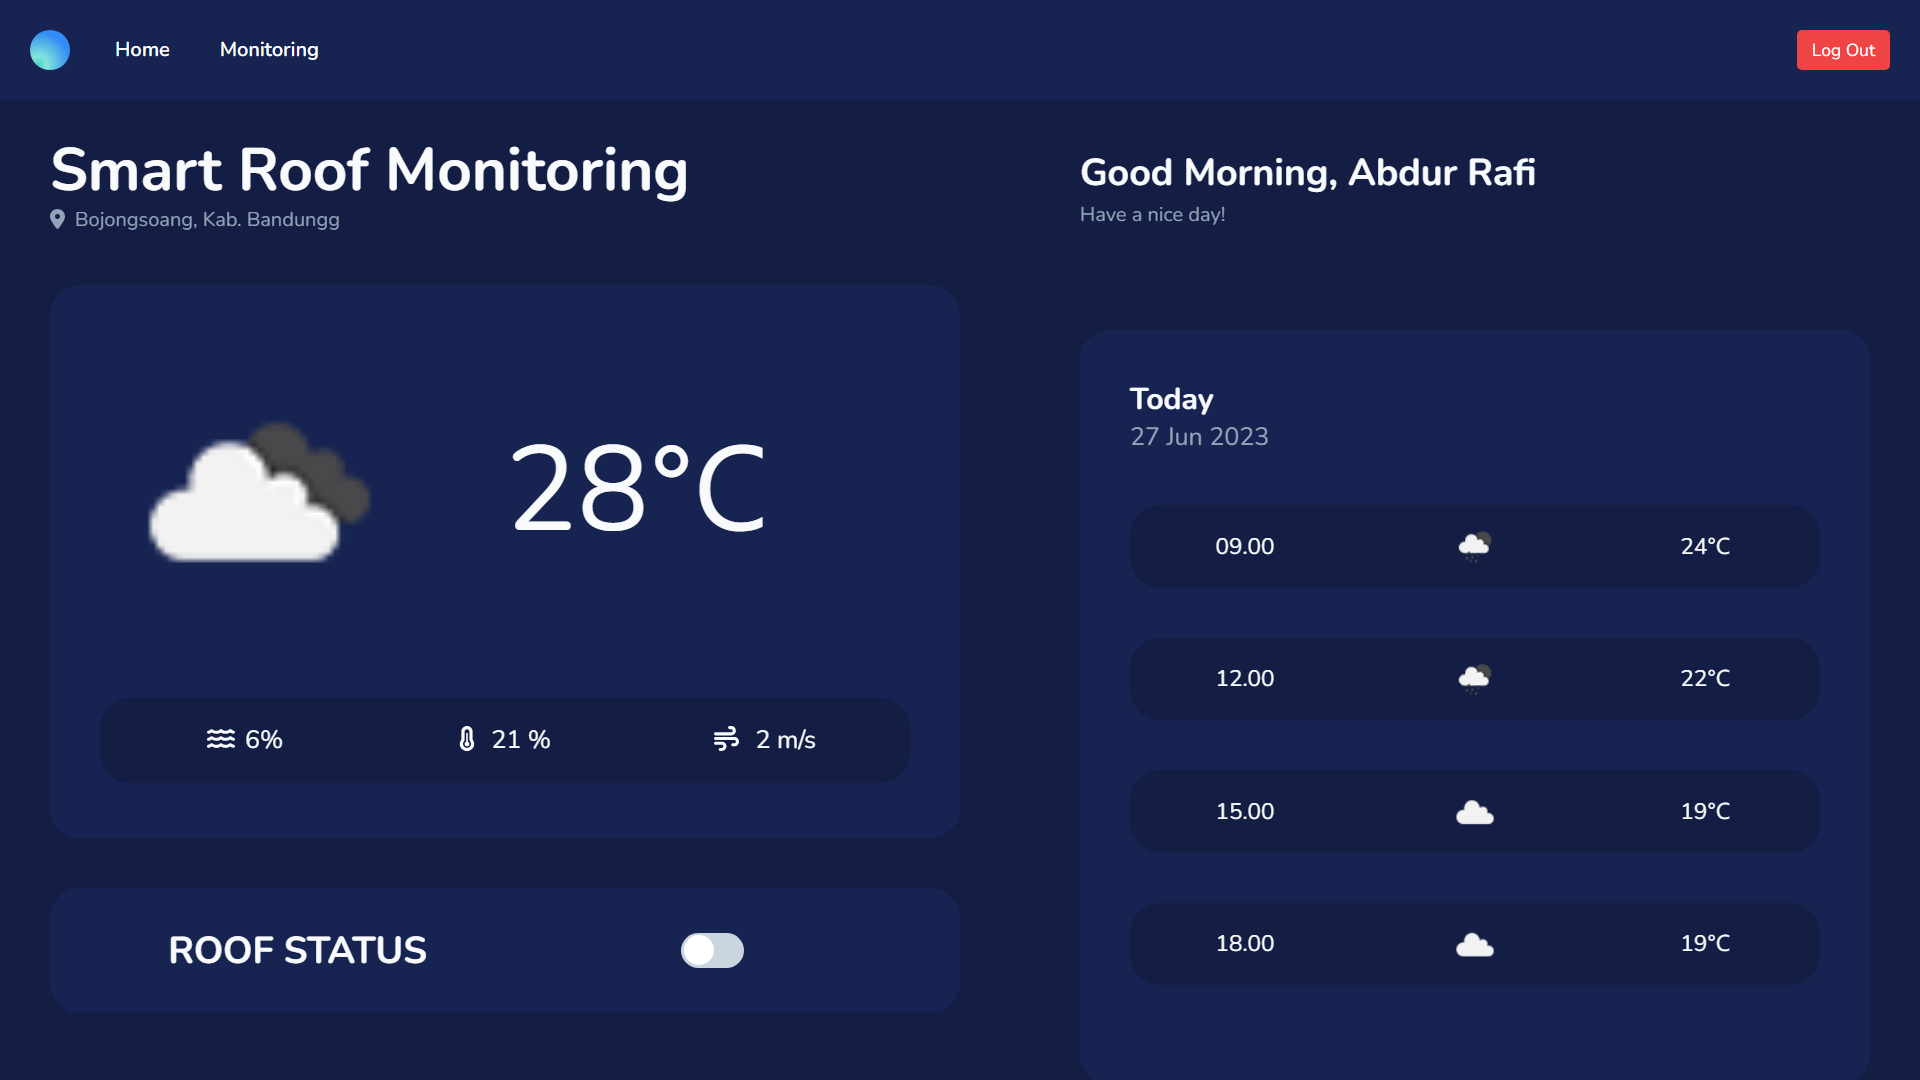 Home
Monitoring
Log Out
Smart Roof Monitoring
Bojongsoang, Kab. Bandungg
Good Morning, Abdur Rafi
Have a nice day!
28°C
6%
21 %
2 m/s
ROOF STATUS
Today
27 Jun 2023
09.00
24°C
12.00
22°C
15.00
19°C
18.00
19°C